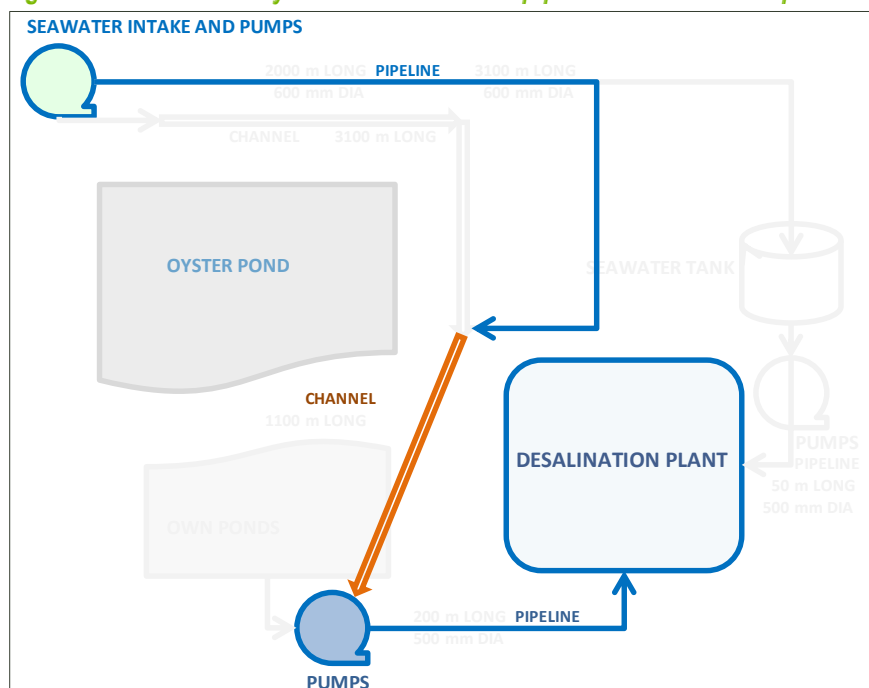 SEAWATER INTAKE AND PUMPS
2000 m LONG PIPELINE 3100 m LONG
600 mm DIA 600 mm DIA
CHANNEL 3100 m LONG
OYSTER POND
SEAWATER TANK
CHANNEL
1100 m LONG
PUMPS
DESALINATION PLANT
PIPELINE
50 m LONG
500 mm DIA
OWN PONDS
200 m LONG PIPELINE
500 mm DIA
PUMPS